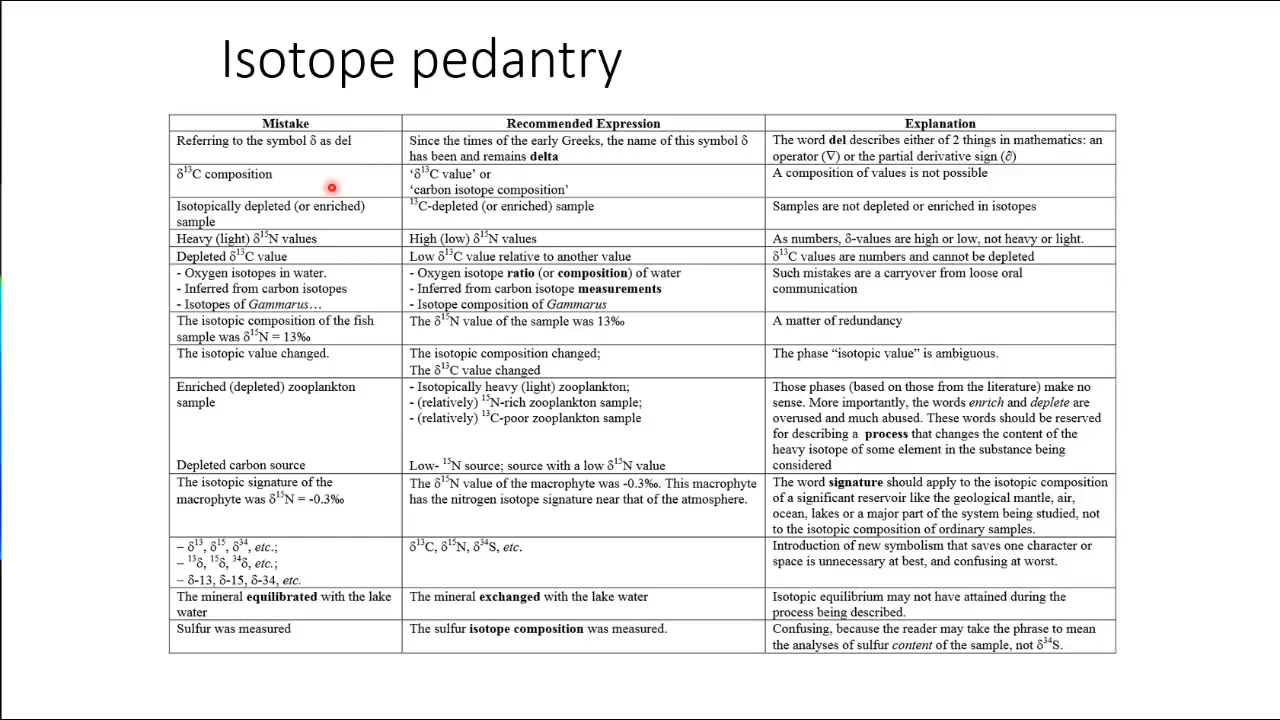 Isotope pedantry
Mistake
Recommended Expression
Explanation
Referring to the symbol δ as del
Since the times of the early Greeks, the name of this symbol δ
has been and remains delta
The word del describes either of 2 things in mathematics: an
operator (∇) or the partial derivative sign (∂)
δ¹³C composition
‘δ¹³C value’ or
‘carbon isotope composition’
A composition of values is not possible
Isotopically depleted (or enriched)
sample
¹³C-depleted (or enriched) sample
Samples are not depleted or enriched in isotopes
Heavy (light) δ¹⁵N values
High (low) δ¹⁵N values
As numbers, δ-values are high or low, not heavy or light.
Depleted δ¹³C value
Low δ¹³C value relative to another value
δ¹³C values are numbers and cannot be depleted
- Oxygen isotopes in water.
- Inferred from carbon isotopes
- Isotopes of Gammarus…
- Oxygen isotope ratio (or composition) of water
- Inferred from carbon isotope measurements
- Isotope composition of Gammarus
Such mistakes are a carryover from loose oral
communication
The isotopic composition of the fish
sample was δ¹⁵N = 13‰
The δ¹⁵N value of the sample was 13‰
A matter of redundancy
The isotopic value changed.
The isotopic composition changed;
The δ¹³C value changed
The phase “isotopic value” is ambiguous.
Enriched (depleted) zooplankton
sample
Depleted carbon source
- Isotopically heavy (light) zooplankton;
- (relatively) ¹⁵N-rich zooplankton sample;
- (relatively) ¹³C-poor zooplankton sample
Low- ¹⁵N source; source with a low δ¹⁵N value
Those phases (based on those from the literature) make no
sense. More importantly, the words enrich and deplete are
overused and much abused. These words should be reserved
for describing a process that changes the content of the
heavy isotope of some element in the substance being
considered
The isotopic signature of the
macrophyte was δ¹⁵N = -0.3‰
The δ¹⁵N value of the macrophyte was -0.3‰. This macrophyte
has the nitrogen isotope signature near that of the atmosphere.
The word signature should apply to the isotopic composition
of a significant reservoir like the geological mantle, air,
ocean, lakes or a major part of the system being studied, not
to the isotopic composition of ordinary samples.
– δ¹³, δ¹⁵, δ³⁴, etc.;
– ¹³δ, ¹⁵δ, ³⁴δ, etc.;
– δ-13, δ-15, δ-34, etc.
δ¹³C, δ¹⁵N, δ³⁴S, etc.
Introduction of new symbolism that saves one character or
space is unnecessary at best, and confusing at worst.
The mineral equilibrated with the lake
water
The mineral exchanged with the lake water
Isotopic equilibrium may not have attained during the
process being described.
Sulfur was measured
The sulfur isotope composition was measured.
Confusing, because the reader may take the phrase to mean
the analyses of sulfur content of the sample, not δ³⁴S.